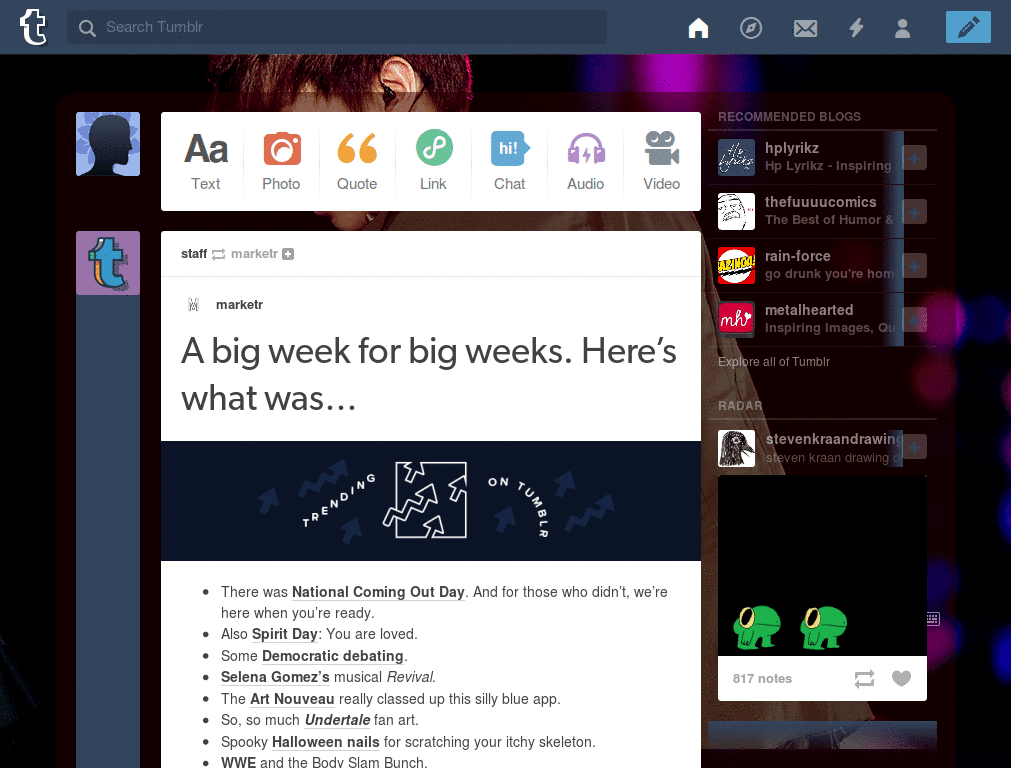 t Search Tumblr
Aa
hi!
Text Photo Quote Link Chat Audio Video
staff marketr
marketr
A big week for big weeks. Here’s
what was…
TRENDING ON TUMBLR
There was National Coming Out Day. And for those who didn’t, we’re
here when you’re ready.
Also Spirit Day: You are loved.
Some Democratic debating.
Selena Gomez’s musical Revival.
The Art Nouveau really classed up this silly blue app.
So, so much Undertale fan art.
Spooky Halloween nails for scratching your itchy skeleton.
WWE and the Body Slam Bunch.
RECOMMENDED BLOGS
hplyrikz
Hp Lyrikz - Inspiring
thefuuuucomics
The Best of Humor &
rain-force
go drunk you're hom
metalhearted
Inspiring Images, Qu
mh
Explore all of Tumblr
RADAR
stevenkraandrawing
steven kraan drawing
817 notes